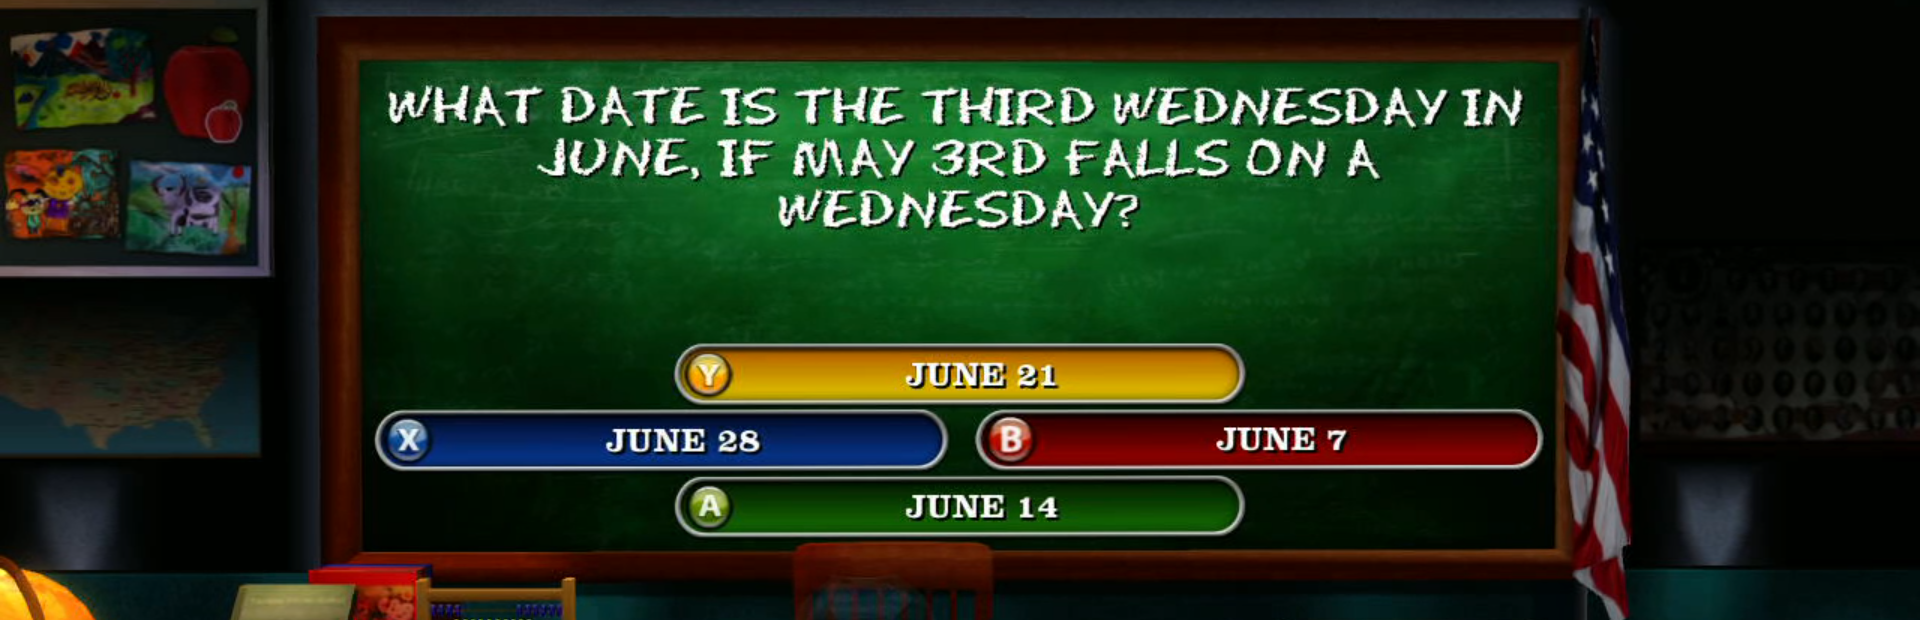 WHAT DATE IS THE THIRD WEDNESDAY IN
JUNE, IF MAY 3RD FALLS ON A
WEDNESDAY?
Y JUNE 21
X JUNE 28
B JUNE 7
A JUNE 14